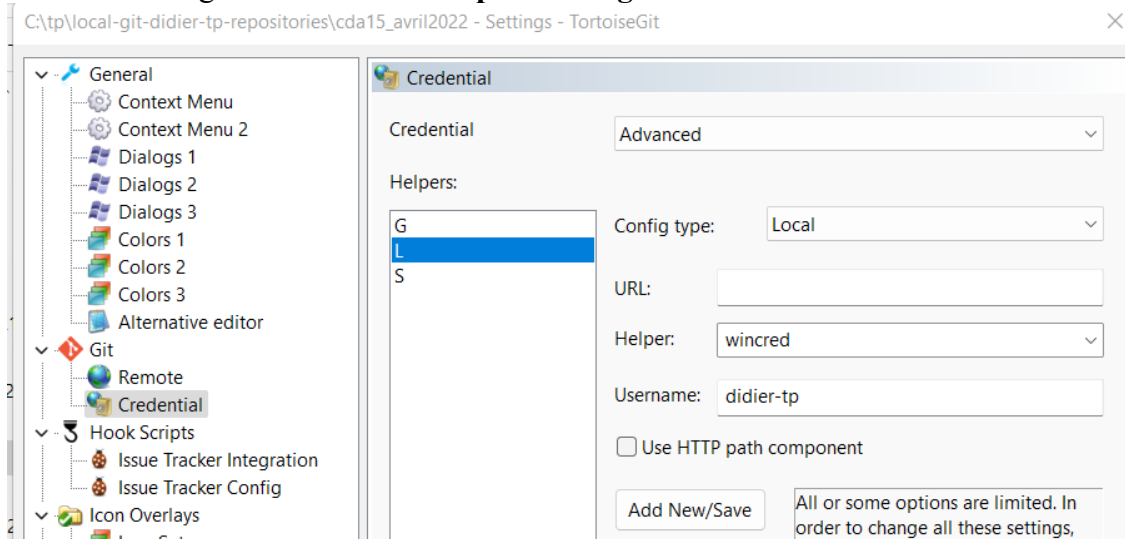 C:\tp\local-git-didier-tp-repositories\cda15_avril2022 - Settings - TortoiseGit
General
Context Menu
Context Menu 2
Dialogs 1
Dialogs 2
Dialogs 3
Colors 1
Colors 2
Colors 3
Alternative editor
Git
Remote
Credential
Hook Scripts
Issue Tracker Integration
Issue Tracker Config
Icon Overlays
Credential
Credential
Advanced
Helpers:
G
L
S
Config type:
Local
URL:
Helper:
wincred
Username:
didier-tp
Use HTTP path component
Add New/Save
All or some options are limited. In
order to change all these settings,